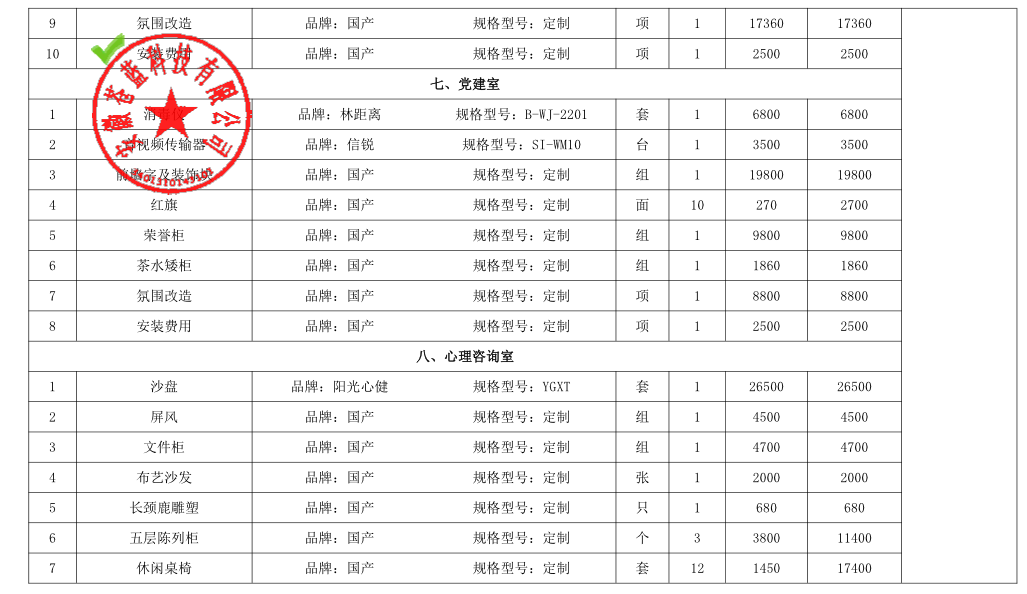 9 氛围改造 品牌：国产 规格型号：定制 项 1 17360 17360
10 安装费用 品牌：国产 规格型号：定制 项 1 2500 2500
七、党建室
1 品牌：林距离 规格型号：B-WJ-2201 套 1 6800 6800
2 音视频传输器 品牌：信锐 规格型号：SI-WM10 台 1 3500 3500
3 品牌：国产 规格型号：定制 组 1 19800 19800
4 红旗 品牌：国产 规格型号：定制 面 10 270 2700
5 荣誉柜 品牌：国产 规格型号：定制 组 1 9800 9800
6 茶水矮柜 品牌：国产 规格型号：定制 组 1 1860 1860
7 氛围改造 品牌：国产 规格型号：定制 项 1 8800 8800
8 安装费用 品牌：国产 规格型号：定制 项 1 2500 2500
八、心理咨询室
1 沙盘 品牌：阳光心健 规格型号：YGXT 套 1 26500 26500
2 屏风 品牌：国产 规格型号：定制 组 1 4500 4500
3 文件柜 品牌：国产 规格型号：定制 组 1 4700 4700
4 布艺沙发 品牌：国产 规格型号：定制 张 1 2000 2000
5 长颈鹿雕塑 品牌：国产 规格型号：定制 只 1 680 680
6 五层陈列柜 品牌：国产 规格型号：定制 个 3 3800 11400
7 休闲桌椅 品牌：国产 规格型号：定制 套 12 1450 17400
安徽苍蓝科技有限公司